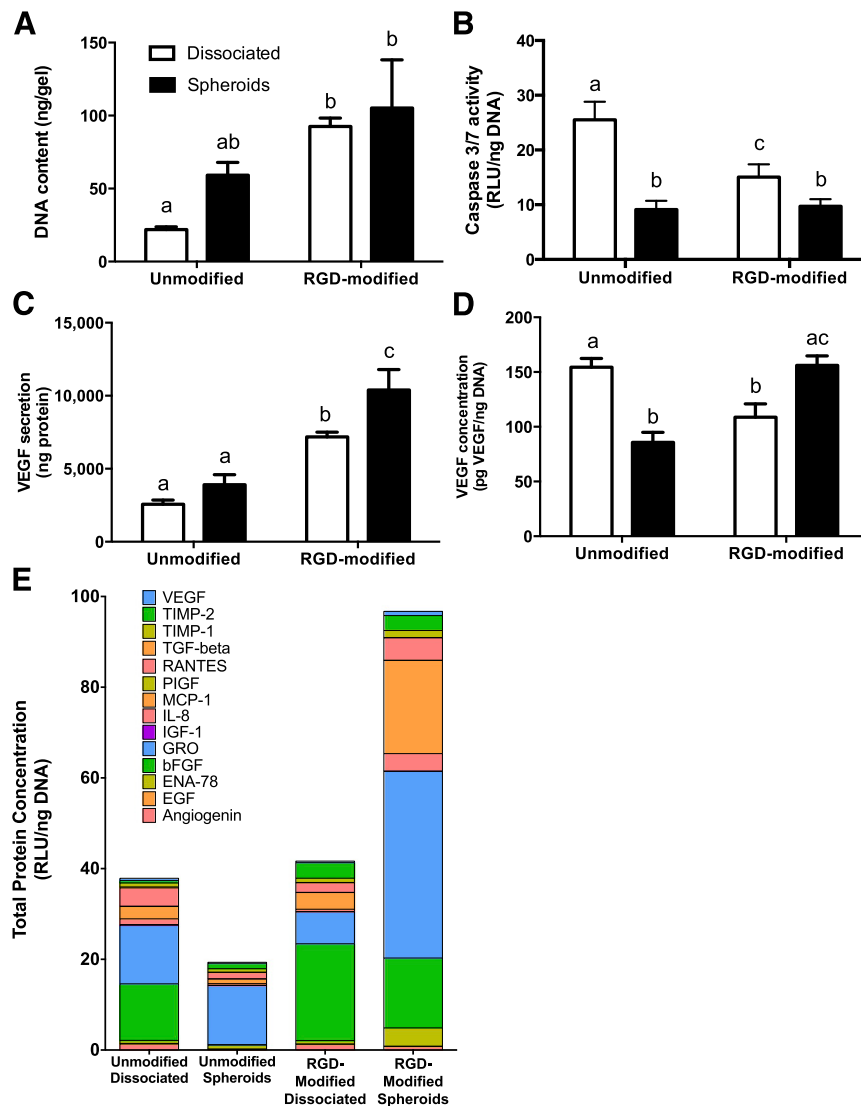 A
DNA content (ng/gel)
150
100
50
0
Dissociated
Spheroids
a
ab
b
b
Unmodified
RGD-modified
B
Caspase 3/7 activity
(RLU/ng DNA)
40
30
20
10
0
a
b
c
b
Unmodified
RGD-modified
C
VEGF secretion
(ng protein)
15,000
10,000
5,000
0
a
a
b
c
Unmodified
RGD-modified
D
VEGF concentration
(pg VEGF/ng DNA)
200
150
100
50
0
a
b
b
ac
Unmodified
RGD-modified
E
Total Protein Concentration
(RLU/ng DNA)
100
80
60
40
20
0
VEGF
TIMP-2
TIMP-1
TGF-beta
RANTES
PIGF
MCP-1
IL-8
IGF-1
GRO
bFGF
ENA-78
EGF
Angiogenin
Unmodified
Dissociated
Unmodified
Spheroids
RGD-
Modified
Dissociated
RGD-
Modified
Spheroids